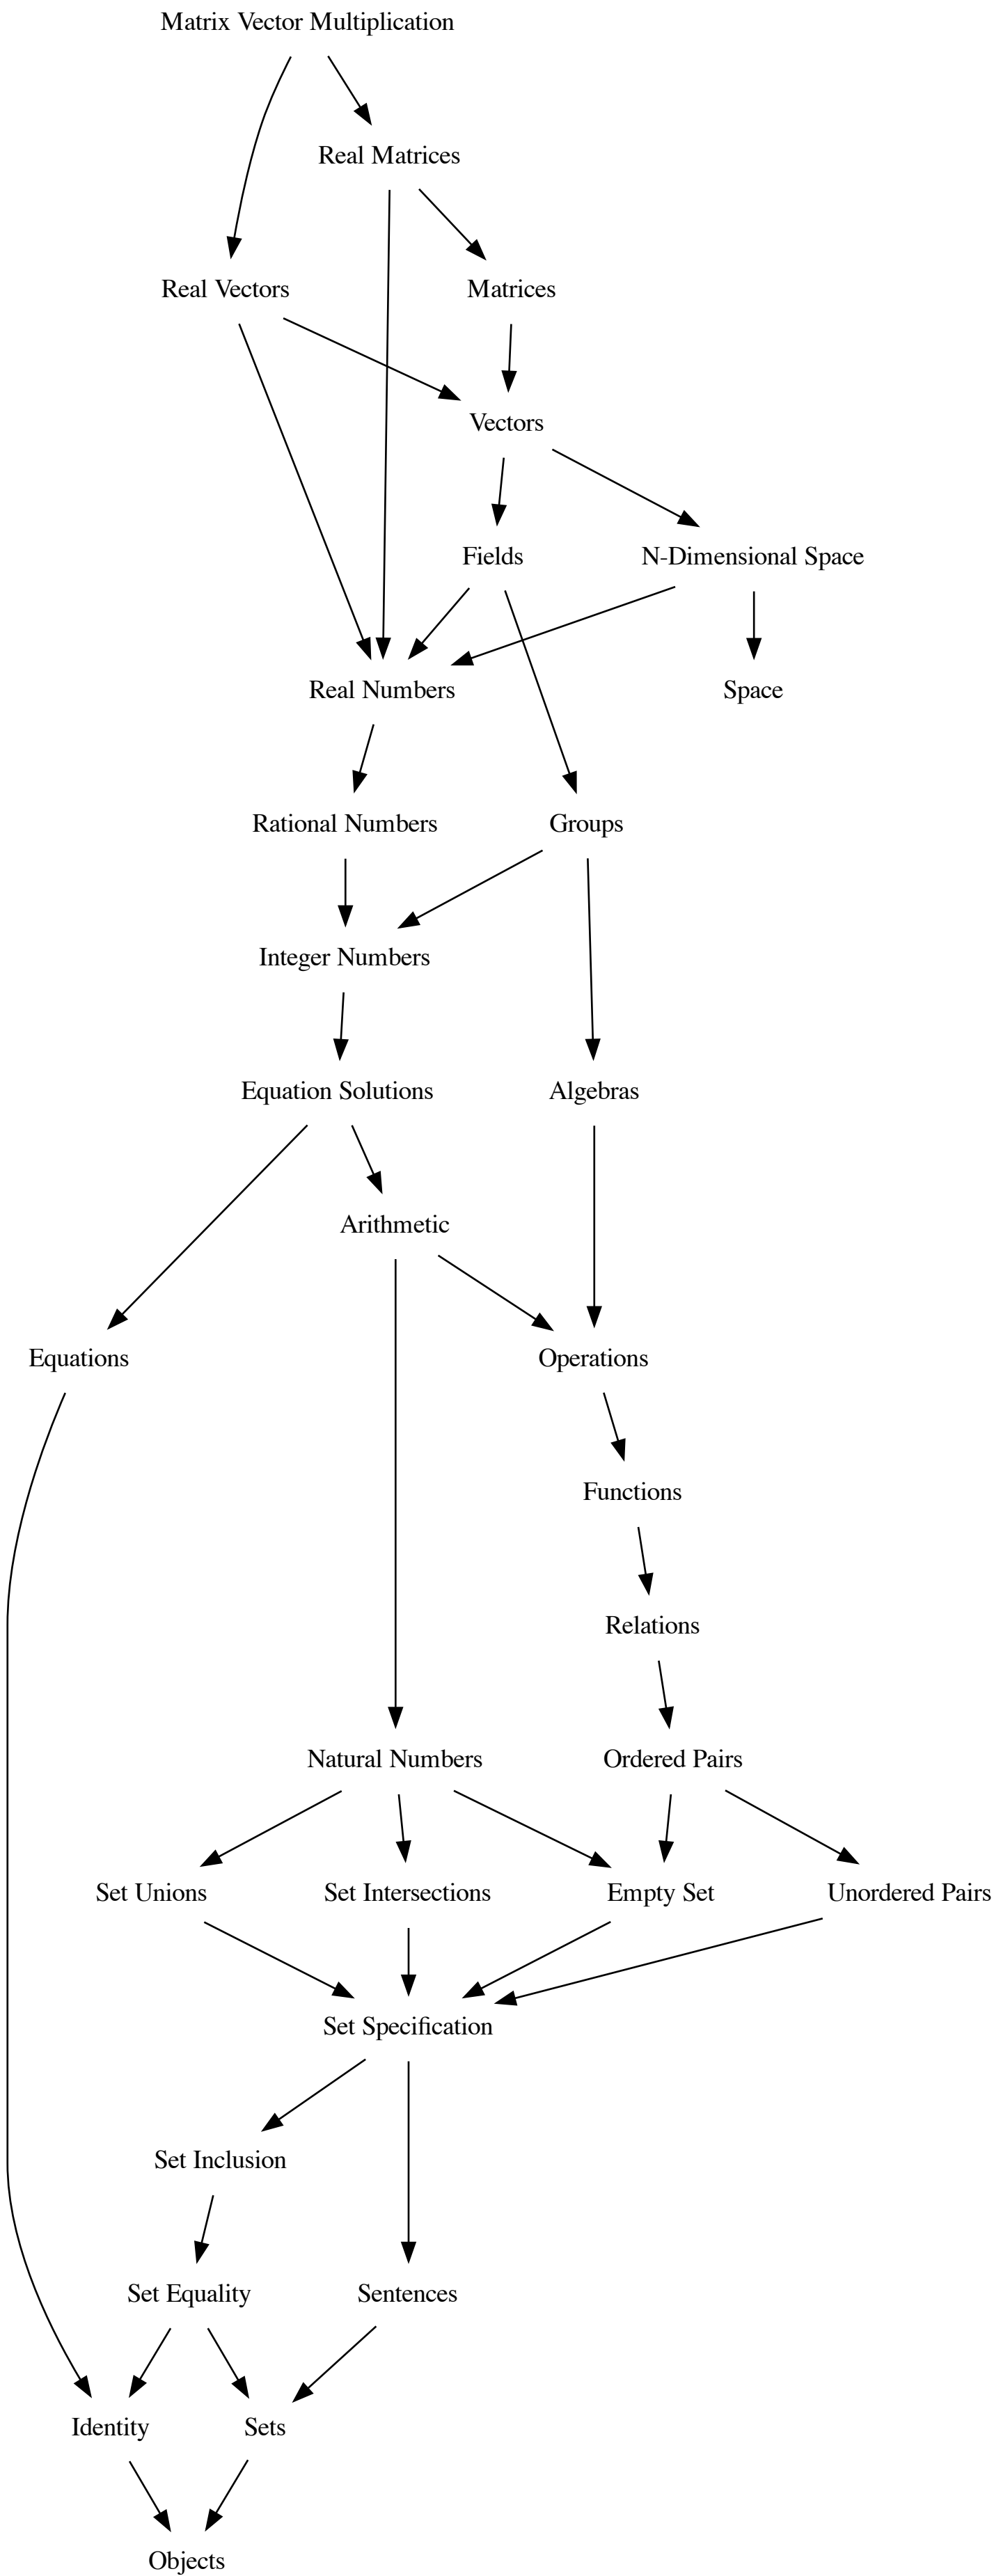 Matrix Vector Multiplication
Real Matrices
Real Vectors
Matrices
Vectors
Fields
N-Dimensional Space
Real Numbers
Space
Rational Numbers
Groups
Integer Numbers
Equation Solutions
Algebras
Arithmetic
Equations
Operations
Functions
Relations
Natural Numbers
Ordered Pairs
Set Unions
Set Intersections
Empty Set
Unordered Pairs
Set Specification
Set Inclusion
Set Equality
Sentences
Identity
Sets
Objects